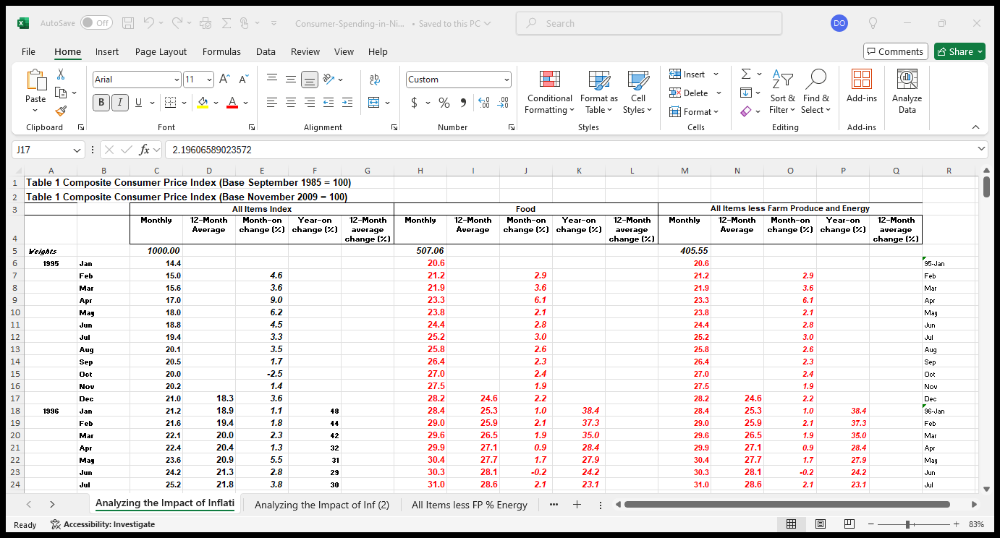 AutoSave Off Consumer-Spending-in-Ni... • Saved to this PC Search DO
File Home Insert Page Layout Formulas Data Review View Help Comments Share
Arial 11 A A Custom Insert
Paste B I U A $ % Conditional Formatting Format as Table Cell Styles Delete Sort & Filter Find & Select Add-ins Analyze Data
Format
Clipboard Font Alignment Number Styles Cells Editing Add-ins
J17 fx 2.19606589023572
A B C D E F G H I J K L M N O P Q R
1 Table 1 Composite Consumer Price Index (Base September 1985 = 100)
2 Table 1 Composite Consumer Price Index (Base November 2009 = 100)
3 All Items Index Food All Items less Farm Produce and Energy
4 Monthly 12-Month Average Month-on change (%) Year-on change (%) 12-Month average change (%) Monthly 12-Month Average Month-on change (%) Year-on change (%) 12-Month average change (%) Monthly 12-Month Average Month-on change (%) Year-on change (%) 12-Month average change (%)
5 Weights 1000.00 507.06 405.55
6 1995 Jan 14.4 20.6 20.6 95-Jan
7 Feb 15.0 4.6 21.2 2.9 21.2 2.9 Feb
8 Mar 15.6 3.6 21.9 3.6 21.9 3.6 Mar
9 Apr 17.0 9.0 23.3 6.1 23.3 6.1 Apr
10 May 18.0 6.2 23.8 2.1 23.8 2.1 May
11 Jun 18.8 4.5 24.4 2.8 24.4 2.8 Jun
12 Jul 19.4 3.3 25.2 3.0 25.2 3.0 Jul
13 Aug 20.1 3.5 25.8 2.6 25.8 2.6 Aug
14 Sep 20.5 1.7 26.4 2.3 26.4 2.3 Sep
15 Oct 20.0 -2.5 27.0 2.4 27.0 2.4 Oct
16 Nov 20.2 1.4 27.5 1.9 27.5 1.9 Nov
17 Dec 21.0 18.3 3.6 28.2 24.6 2.2 28.2 24.6 2.2 Dec
18 1996 Jan 21.2 18.9 1.1 48 28.4 25.3 1.0 38.4 28.4 25.3 1.0 38.4 96-Jan
19 Feb 21.6 19.4 1.8 44 29.0 25.9 2.1 37.3 29.0 25.9 2.1 37.3 Feb
20 Mar 22.1 20.0 2.3 42 29.6 26.5 1.9 35.0 29.6 26.5 1.9 35.0 Mar
21 Apr 22.4 20.4 1.3 32 29.9 27.1 0.9 28.4 29.9 27.1 0.9 28.4 Apr
22 May 23.6 20.9 5.5 31 30.4 27.7 1.7 27.9 30.4 27.7 1.7 27.9 May
23 Jun 24.2 21.3 2.8 29 30.3 28.1 -0.2 24.2 30.3 28.1 -0.2 24.2 Jun
24 Jul 25.2 21.8 3.8 30 31.0 28.6 2.1 23.1 31.0 28.6 2.1 23.1 Jul
Analyzing the Impact of Inflati Analyzing the Impact of Inf (2) All Items less FP % Energy ...
Ready Accessibility: Investigate 83%